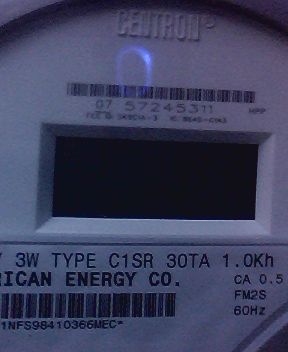 CENTRON®
07 57245311
V 3W TYPE C1SR 30TA 1.0Kh
RICAN ENERGY CO.
CA 0.5
FM2S
60Hz
1NFS98410366MEC*